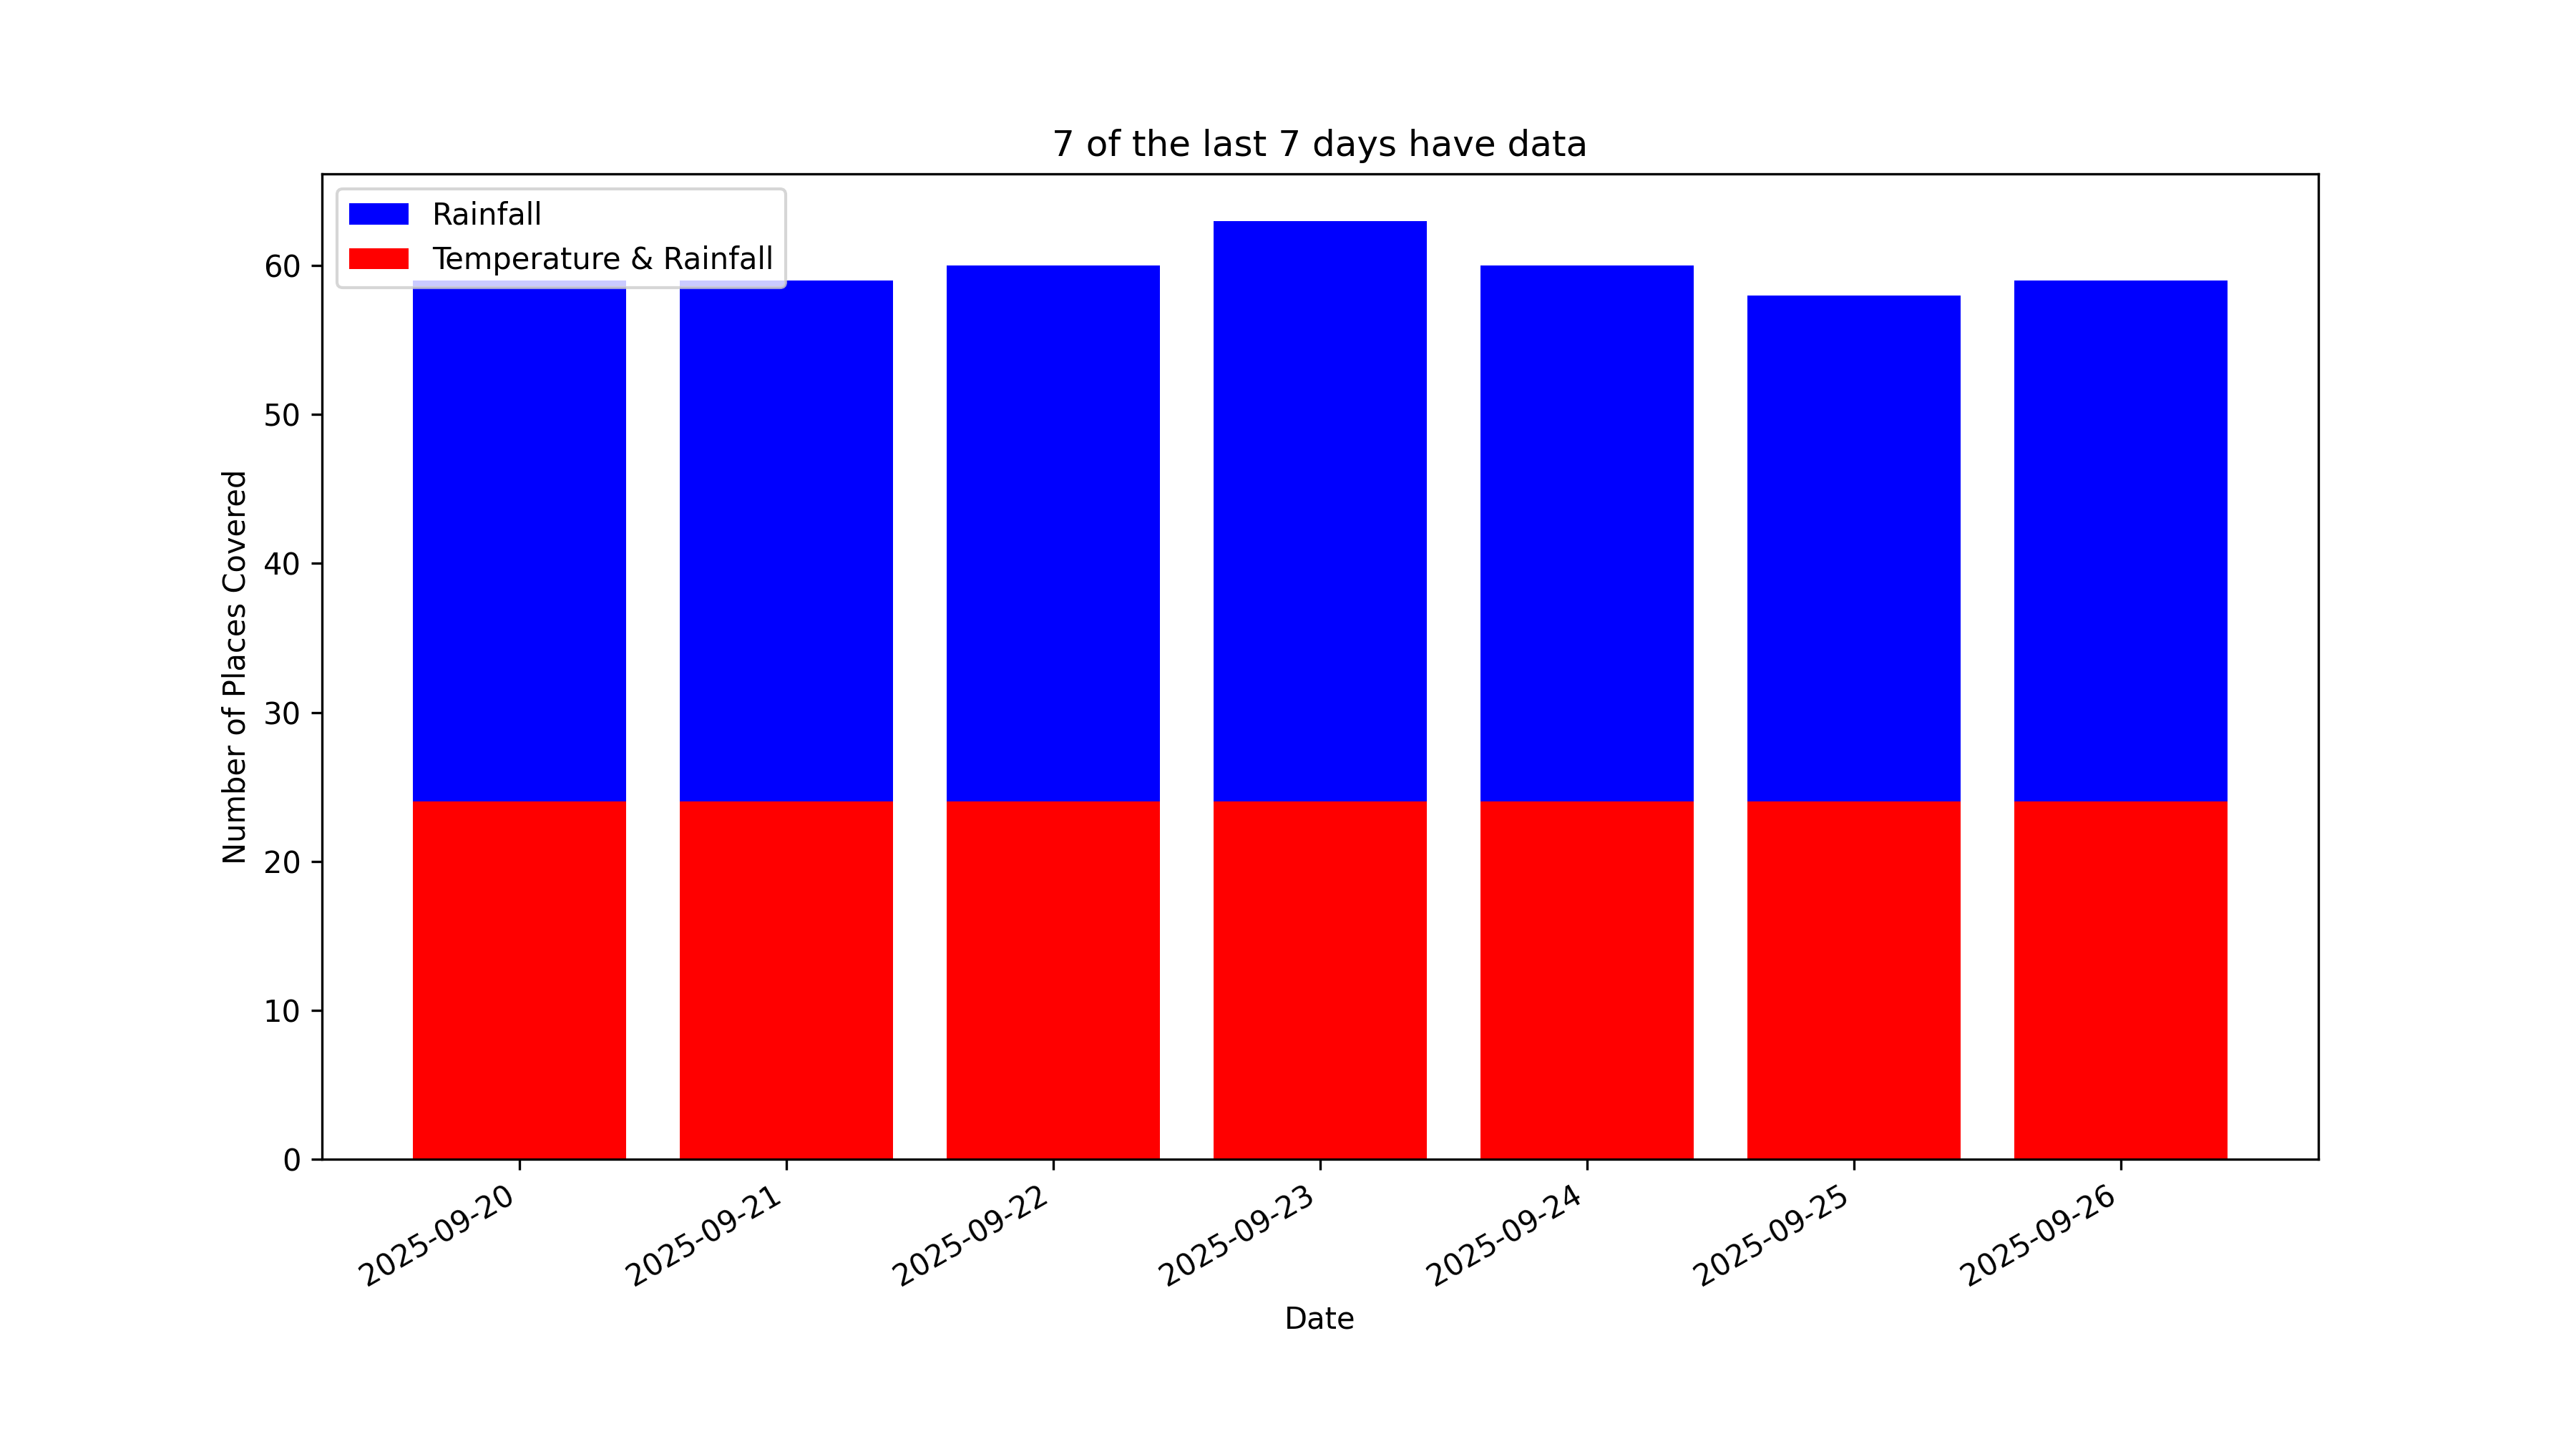 7 of the last 7 days have data
Rainfall
Temperature & Rainfall
60
50
40
30
20
10
0
Number of Places Covered
2025-09-20
2025-09-21
2025-09-22
2025-09-23
2025-09-24
2025-09-25
2025-09-26
Date